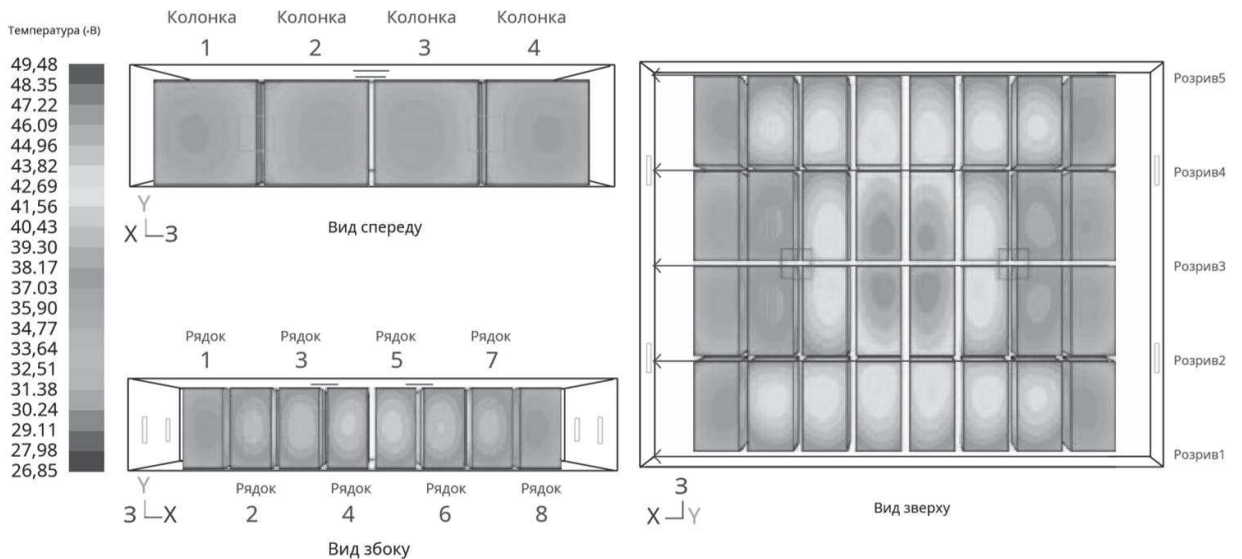 Температура (-В)
49,48
48.35
47.22
46.09
44,96
43,82
42,69
41,56
40,43
39.30
38.17
37.03
35,90
34,77
33,64
32,51
31.38
30.24
29.11
27,98
26,85
Колонка Колонка Колонка Колонка
1 2 3 4
Y
X 3
Вид спереду
Рядок Рядок Рядок Рядок
1 3 5 7
Y
3 X
Рядок Рядок Рядок Рядок
2 4 6 8
Вид збоку
Розрив5
Розрив4
Розрив3
Розрив2
Розрив1
3
X Y
Вид зверху